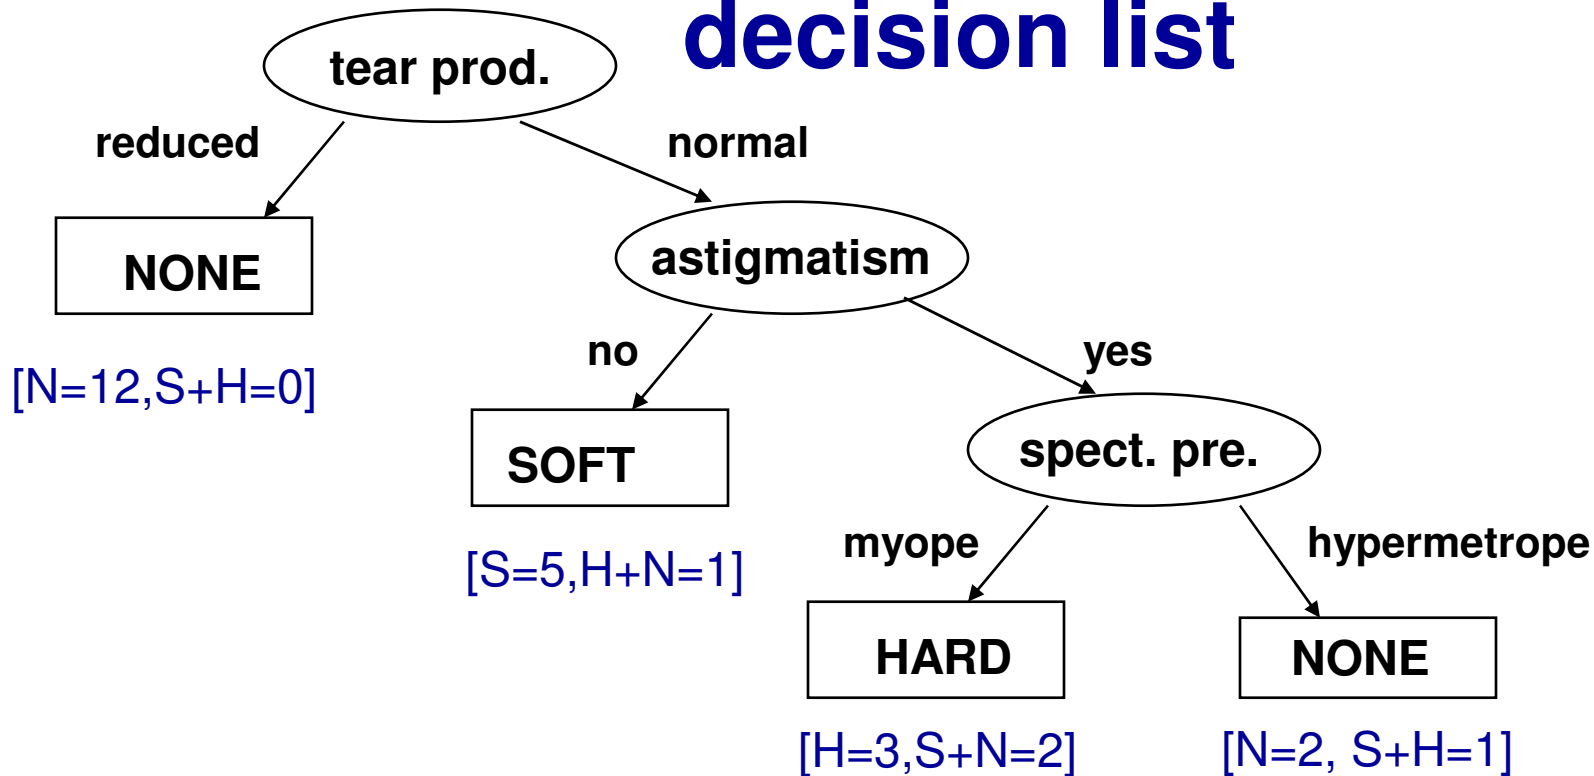 decision list
tear prod.
reduced
normal
NONE
astigmatism
[N=12,S+H=0]
no
yes
SOFT
spect. pre.
[S=5,H+N=1]
myope
hypermetrope
HARD
NONE
[H=3,S+N=2]
[N=2, S+H=1]